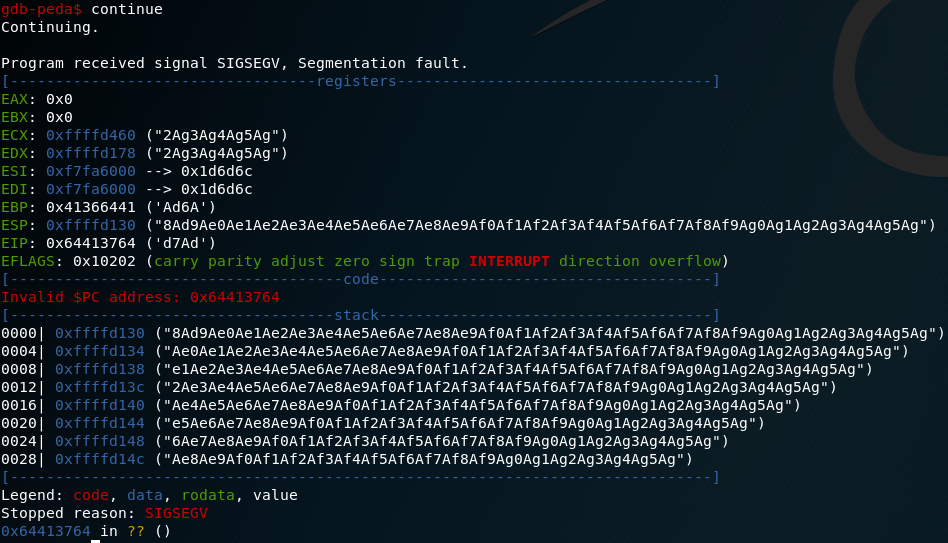 gdb-peda$ continue
Continuing.
Program received signal SIGSEGV, Segmentation fault.
[----------------------------------registers-----------------------------------]
EAX: 0x0
EBX: 0x0
ECX: 0xffffd460 ("2Ag3Ag4Ag5Ag")
EDX: 0xffffd178 ("2Ag3Ag4Ag5Ag")
ESI: 0xf7fa6000 --> 0x1d6d6c
EDI: 0xf7fa6000 --> 0x1d6d6c
EBP: 0x41366441 ('Ad6A')
ESP: 0xffffd130 ("8Ad9Ae0Ae1Ae2Ae3Ae4Ae5Ae6Ae7Ae8Ae9Af0Af1Af2Af3Af4Af5Af6Af7Af8Af9Ag0Ag1Ag2Ag3Ag4Ag5Ag")
EIP: 0x64413764 ('d7Ad')
EFLAGS: 0x10202 (carry parity adjust zero sign trap INTERRUPT direction overflow)
[-------------------------------------code-------------------------------------]
Invalid $PC address: 0x64413764
[------------------------------------stack-------------------------------------]
0000| 0xffffd130 ("8Ad9Ae0Ae1Ae2Ae3Ae4Ae5Ae6Ae7Ae8Ae9Af0Af1Af2Af3Af4Af5Af6Af7Af8Af9Ag0Ag1Ag2Ag3Ag4Ag5Ag")
0004| 0xffffd134 ("Ae0Ae1Ae2Ae3Ae4Ae5Ae6Ae7Ae8Ae9Af0Af1Af2Af3Af4Af5Af6Af7Af8Af9Ag0Ag1Ag2Ag3Ag4Ag5Ag")
0008| 0xffffd138 ("e1Ae2Ae3Ae4Ae5Ae6Ae7Ae8Ae9Af0Af1Af2Af3Af4Af5Af6Af7Af8Af9Ag0Ag1Ag2Ag3Ag4Ag5Ag")
0012| 0xffffd13c ("2Ae3Ae4Ae5Ae6Ae7Ae8Ae9Af0Af1Af2Af3Af4Af5Af6Af7Af8Af9Ag0Ag1Ag2Ag3Ag4Ag5Ag")
0016| 0xffffd140 ("Ae4Ae5Ae6Ae7Ae8Ae9Af0Af1Af2Af3Af4Af5Af6Af7Af8Af9Ag0Ag1Ag2Ag3Ag4Ag5Ag")
0020| 0xffffd144 ("e5Ae6Ae7Ae8Ae9Af0Af1Af2Af3Af4Af5Af6Af7Af8Af9Ag0Ag1Ag2Ag3Ag4Ag5Ag")
0024| 0xffffd148 ("6Ae7Ae8Ae9Af0Af1Af2Af3Af4Af5Af6Af7Af8Af9Ag0Ag1Ag2Ag3Ag4Ag5Ag")
0028| 0xffffd14c ("Ae8Ae9Af0Af1Af2Af3Af4Af5Af6Af7Af8Af9Ag0Ag1Ag2Ag3Ag4Ag5Ag")
[------------------------------------------------------------------------------]
Legend: code, data, rodata, value
Stopped reason: SIGSEGV
0x64413764 in ?? ()